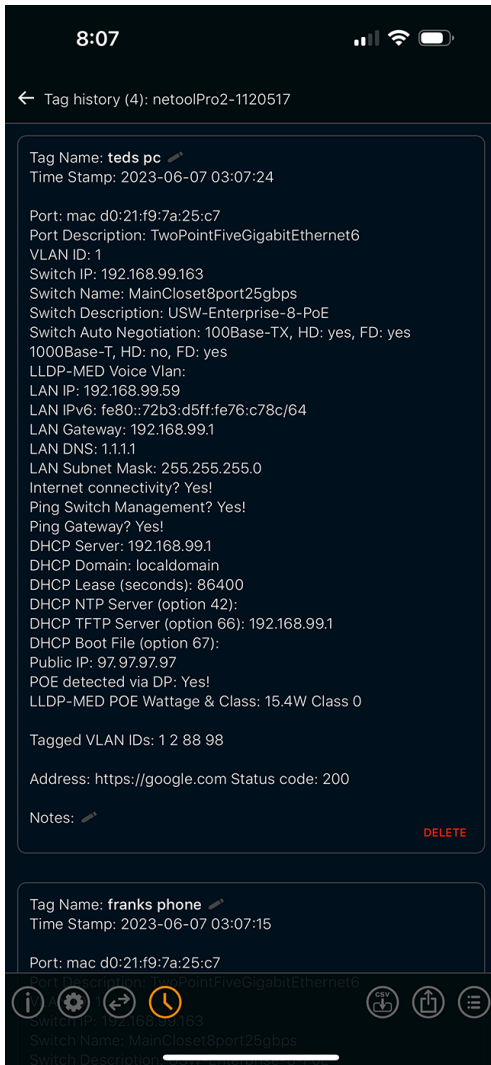 8:07
Tag history (4): netoolPro2-1120517
Tag Name: teds pc
Time Stamp: 2023-06-07 03:07:24
Port: mac d0:21:f9:7a:25:c7
Port Description: TwoPointFiveGigabitEthernet6
VLAN ID: 1
Switch IP: 192.168.99.163
Switch Name: MainCloset8port25gbps
Switch Description: USW-Enterprise-8-PoE
Switch Auto Negotiation: 100Base-TX, HD: yes, FD: yes
1000Base-T, HD: no, FD: yes
LLDP-MED Voice Vlan:
LAN IP: 192.168.99.59
LAN IPv6: fe80::72b3:d5ff:fe76:c78c/64
LAN Gateway: 192.168.99.1
LAN DNS: 1.1.1.1
LAN Subnet Mask: 255.255.255.0
Internet connectivity? Yes!
Ping Switch Management? Yes!
Ping Gateway? Yes!
DHCP Server: 192.168.99.1
DHCP Domain: localdomain
DHCP Lease (seconds): 86400
DHCP NTP Server (option 42):
DHCP TFTP Server (option 66): 192.168.99.1
DHCP Boot File (option 67):
Public IP: 97.97.97.97
POE detected via DP: Yes!
LLDP-MED POE Wattage & Class: 15.4W Class 0
Tagged VLAN IDs: 1 2 88 98
Address: https://google.com Status code: 200
Notes:
DELETE
Tag Name: franks phone
Time Stamp: 2023-06-07 03:07:15
Port: mac d0:21:f9:7a:25:c7
Port Description: TwoPointFiveGigabitEthernet6
CSV
Switch IP: 192.168.99.163
Switch Name: MainCloset8port25gbps
Switch Description: USW-Enterprise-8-PoE